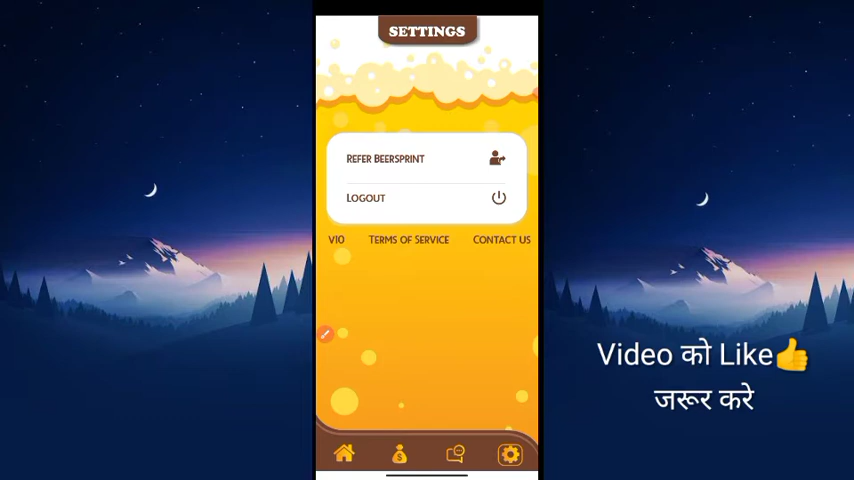 SETTINGS
REFER BEERSPRINT
LOGOUT
V10 TERMS OF SERVICE CONTACT US
Video को Like👍
जरूर करे